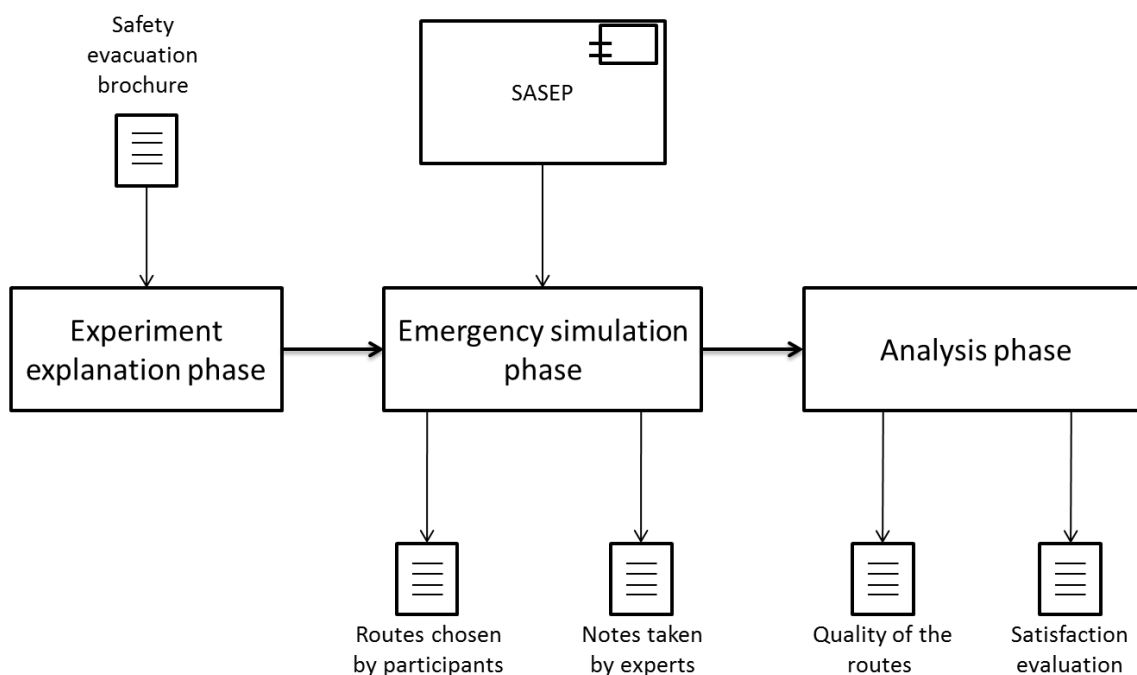 Safety
evacuation
brochure
SASEP
Experiment
explanation phase
Emergency simulation
phase
Analysis phase
Routes chosen
by participants
Notes taken
by experts
Quality of the
routes
Satisfaction
evaluation